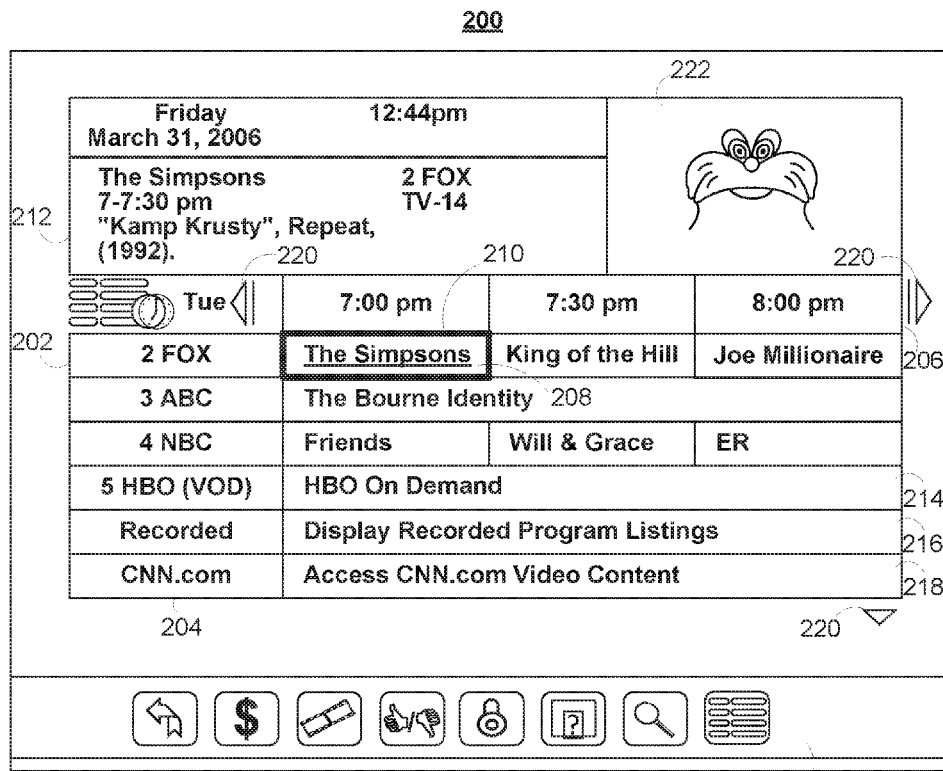 200
222
Friday 12:44pm
March 31, 2006
The Simpsons 2 FOX
7-7:30 pm TV-14
"Kamp Krusty", Repeat,
(1992).
212
220 210 220
Tue 7:00 pm 7:30 pm 8:00 pm
202 2 FOX The Simpsons King of the Hill Joe Millionaire 206
3 ABC The Bourne Identity 208
4 NBC Friends Will & Grace ER
5 HBO (VOD) HBO On Demand 214
Recorded Display Recorded Program Listings 216
CNN.com Access CNN.com Video Content 218
204 220
$ / ?